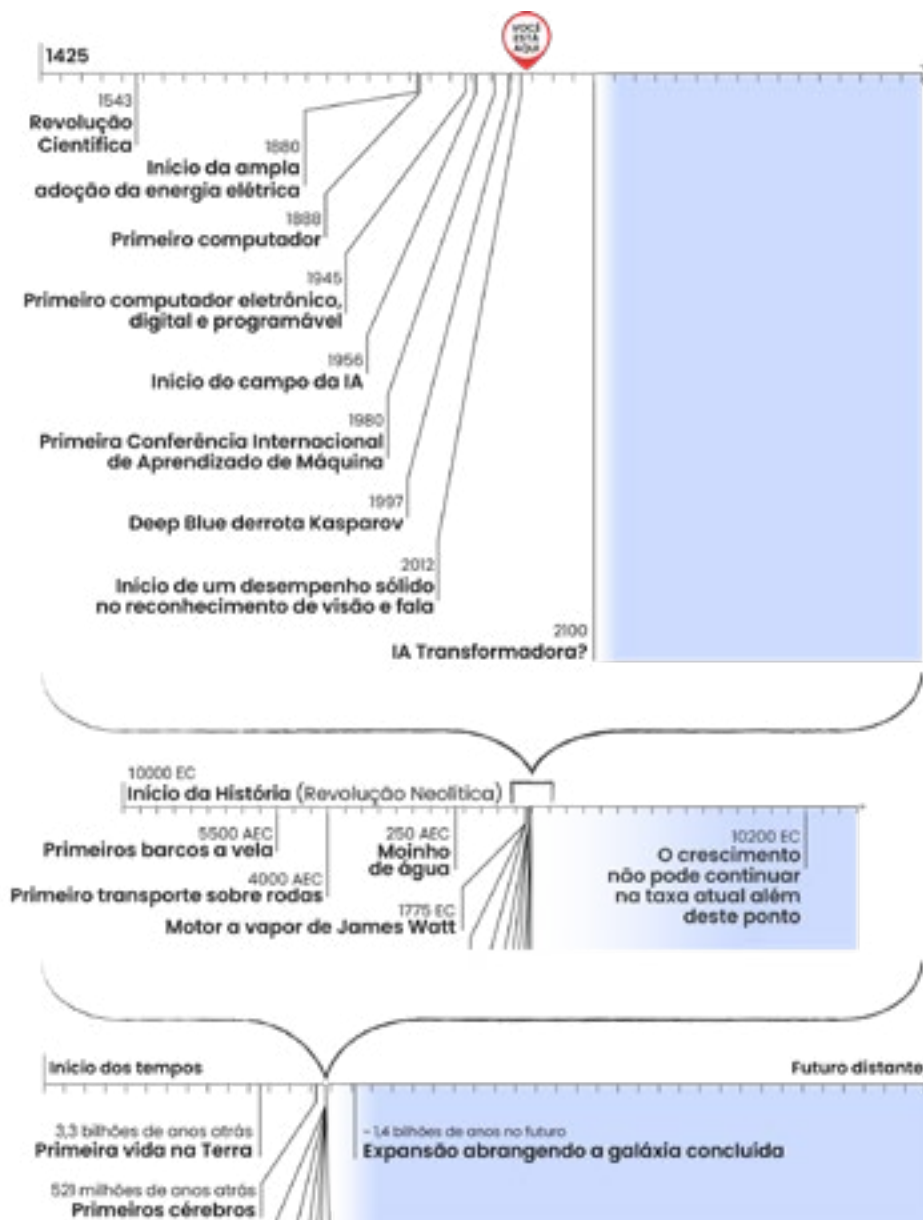 VOCÊ
ESTÁ
AQUI
1425
1543
Revolução
Científica
1880
Início da ampla
adoção da energia elétrica
1888
Primeiro computador
1945
Primeiro computador eletrônico,
digital e programável
1956
Início do campo da IA
1980
Primeira Conferência Internacional
de Aprendizado de Máquina
1997
Deep Blue derrota Kasparov
2012
Início de um desempenho sólido
no reconhecimento de visão e fala
2100
IA Transformadora?
10000 EC
Início da História (Revolução Neolítica)
5500 AEC
Primeiros barcos a vela
4000 AEC
Primeiro transporte sobre rodas
250 AEC
Moinho
de água
1775 EC
Motor a vapor de James Watt
10200 EC
O crescimento
não pode continuar
na taxa atual além
deste ponto
Início dos tempos
Futuro distante
3,3 bilhões de anos atrás
Primeira vida na Terra
~ 1,4 bilhões de anos no futuro
Expansão abrangendo a galáxia concluída
521 milhões de anos atrás
Primeiros cérebros